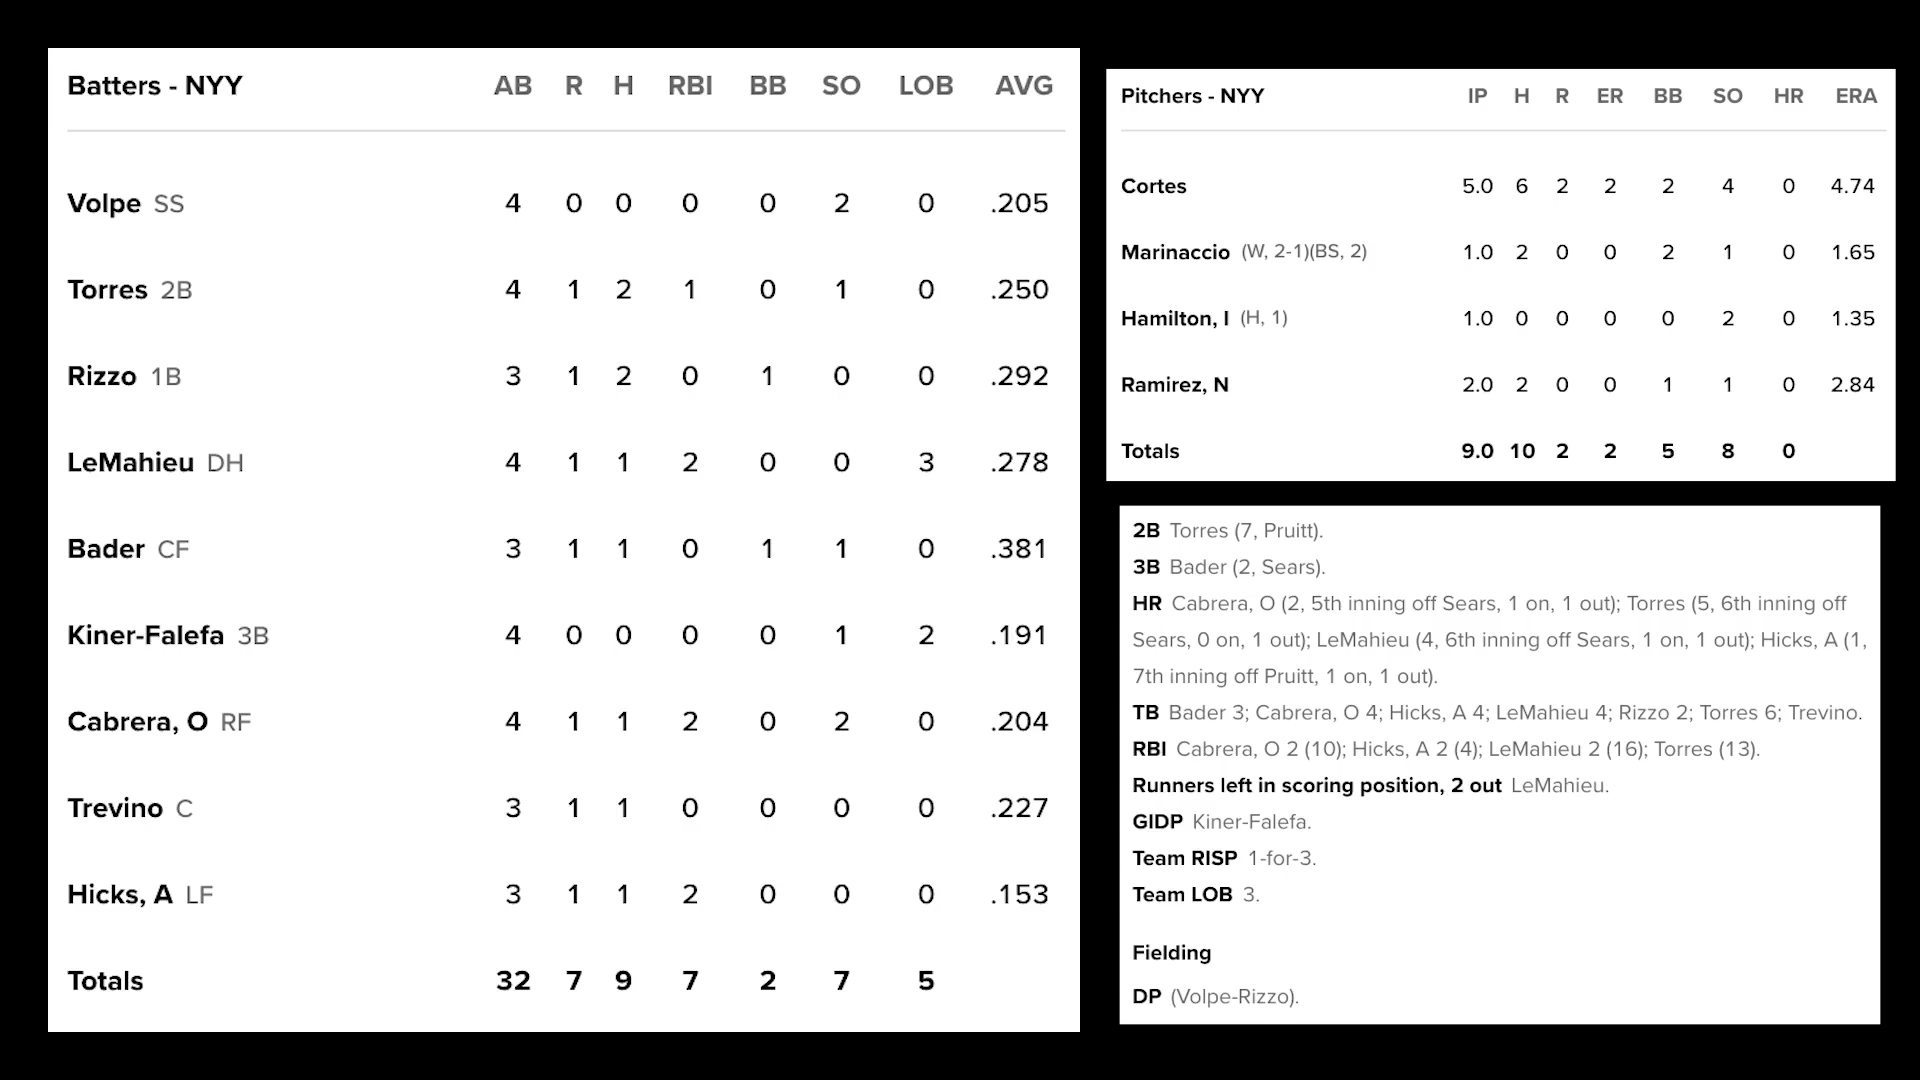 Batters - NYY AB R H RBI BB SO LOB AVG
Volpe SS 4 0 0 0 0 2 0 .205
Torres 2B 4 1 2 1 0 1 0 .250
Rizzo 1B 3 1 2 0 1 0 0 .292
LeMahieu DH 4 1 1 2 0 0 3 .278
Bader CF 3 1 1 0 1 1 0 .381
Kiner-Falefa 3B 4 0 0 0 0 1 2 .191
Cabrera, O RF 4 1 1 2 0 2 0 .204
Trevino C 3 1 1 0 0 0 0 .227
Hicks, A LF 3 1 1 2 0 0 0 .153
Totals 32 7 9 7 2 7 5
Pitchers - NYY IP H R ER BB SO HR ERA
Cortes 5.0 6 2 2 2 4 0 4.74
Marinaccio (W, 2-1)(BS, 2) 1.0 2 0 0 2 1 0 1.65
Hamilton, I (H, 1) 1.0 0 0 0 0 2 0 1.35
Ramirez, N 2.0 2 0 0 1 1 0 2.84
Totals 9.0 10 2 2 5 8 0
2B Torres (7, Pruitt).
3B Bader (2, Sears).
HR Cabrera, O (2, 5th inning off Sears, 1 on, 1 out); Torres (5, 6th inning off
Sears, 0 on, 1 out); LeMahieu (4, 6th inning off Sears, 1 on, 1 out); Hicks, A (1,
7th inning off Pruitt, 1 on, 1 out).
TB Bader 3; Cabrera, O 4; Hicks, A 4; LeMahieu 4; Rizzo 2; Torres 6; Trevino.
RBI Cabrera, O 2 (10); Hicks, A 2 (4); LeMahieu 2 (16); Torres (13).
Runners left in scoring position, 2 out LeMahieu.
GIDP Kiner-Falefa.
Team RISP 1-for-3.
Team LOB 3.
Fielding
DP (Volpe-Rizzo).